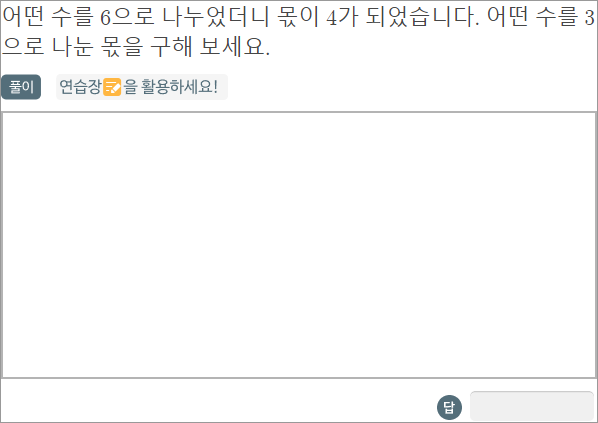 어떤 수를 6으로 나누었더니 몫이 4가 되었습니다. 어떤 수를 3
으로 나눈 몫을 구해 보세요.
풀이 연습장을 활용하세요!
답